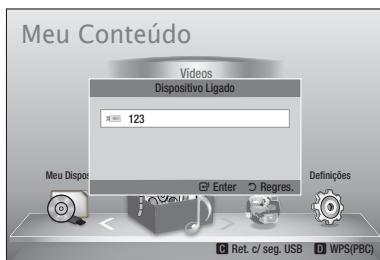 Meu Conteúdo
Vídeos
Dispositivo Ligado
123
Enter Regres.
Meu Dispos
Definições
C Ret. c/ seg. USB D WPS(PBC)